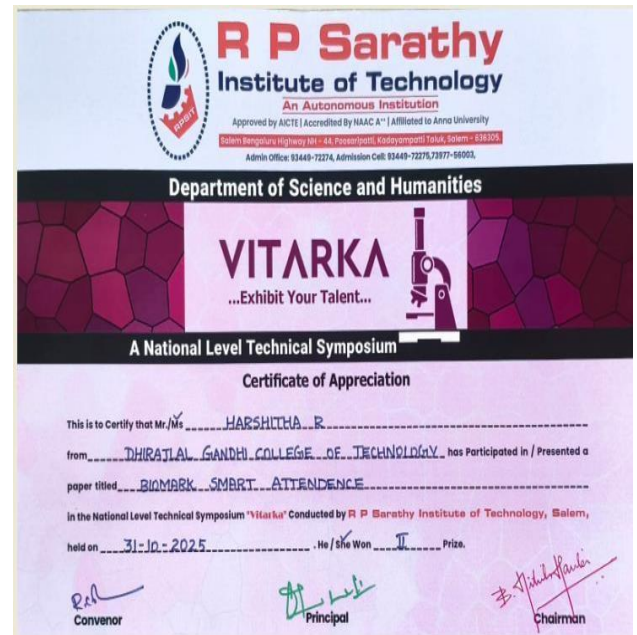 RPSIT
R P Sarathy
Institute of Technology
An Autonomous Institution
Approved by AICTE | Accredited By NAAC A++ | Affiliated to Anna University
Salem Bengaluru Highway NH - 44, Poosaripatti, Kadayampatti Taluk, Salem - 636305.
Admin Office: 93449-72274, Admission Cell: 93449-72275,73977-56003,
Department of Science and Humanities
VITARKA
...Exhibit Your Talent...
A National Level Technical Symposium
Certificate of Appreciation
This is to Certify that Mr./Ms HARSHITHA R
from DHIRATLAL GANDHI COLLEGE OF TECHNOLOGY has Participated in / Presented a
paper titled BIOMARK SMART ATTENDENCE
in the National Level Technical Symposium "Vitarka" Conducted by R P Sarathy Institute of Technology, Salem,
held on 31-10-2025 . He / She Won II Prize.
Convenor Principal Chairman